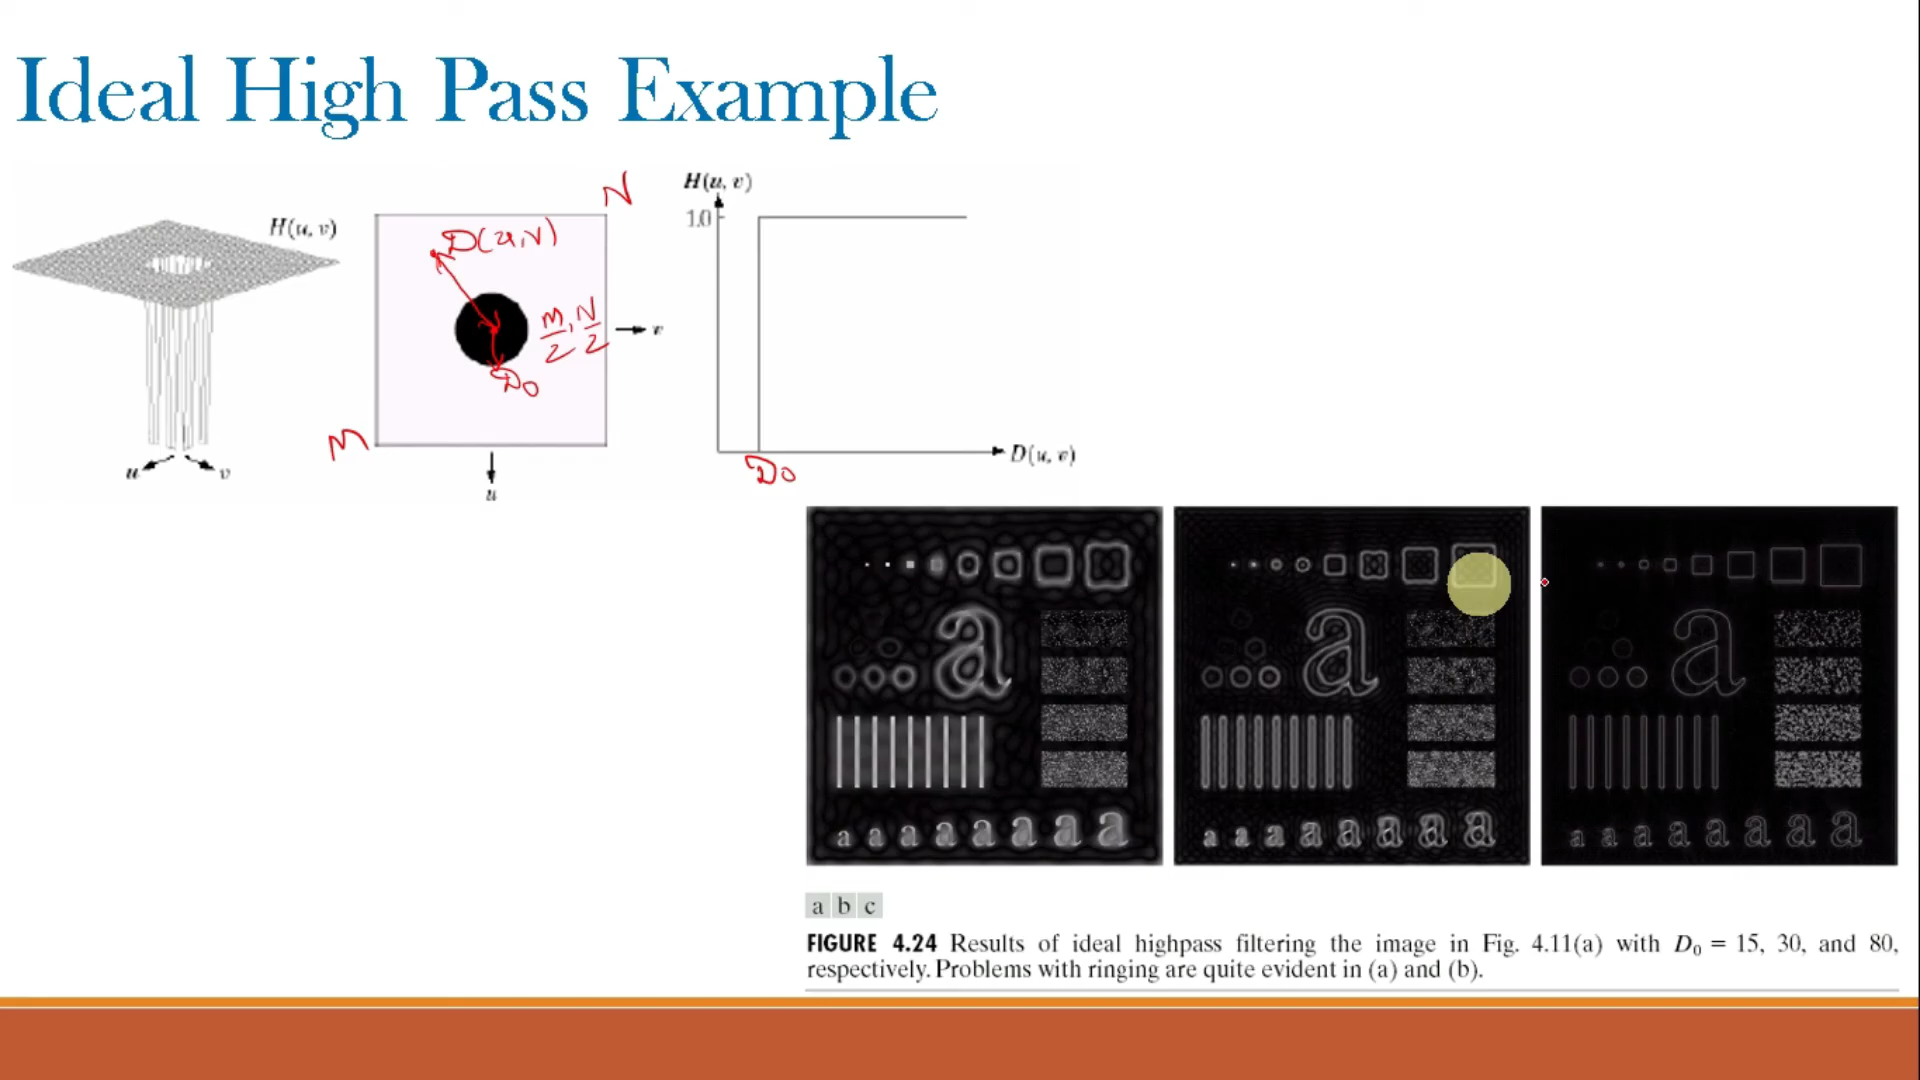 Ideal High Pass Example
H(u, v)
u
v
N
D(u,v)
M/2, N/2
D0
M
v
u
H(u, v)
1.0
D0
D(u, v)
a
a a a a a a a a
a
a a a a a a a a
a
a a a a a a a a
a b c
FIGURE 4.24 Results of ideal highpass filtering the image in Fig. 4.11(a) with D₀ = 15, 30, and 80,
respectively. Problems with ringing are quite evident in (a) and (b).